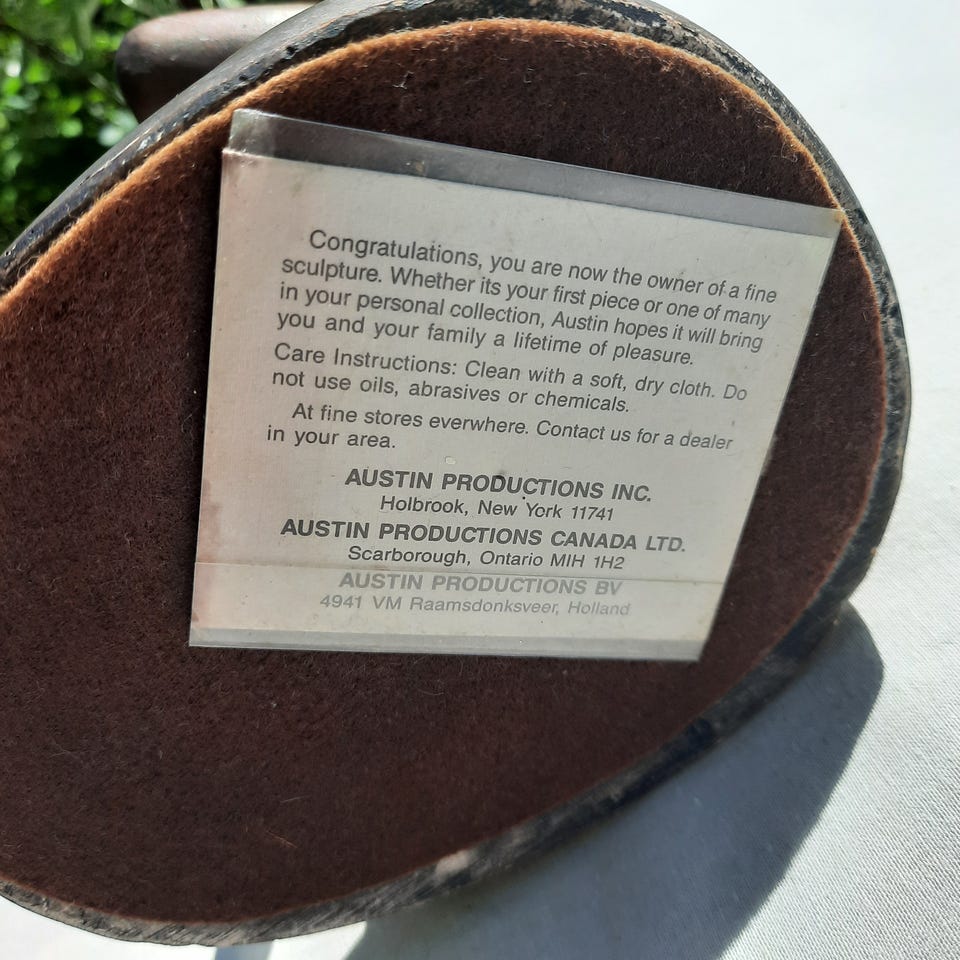 Congratulations, you are now the owner of a fine
sculpture. Whether its your first piece or one of many
in your personal collection, Austin hopes it will bring
you and your family a lifetime of pleasure.
Care Instructions: Clean with a soft, dry cloth. Do
not use oils, abrasives or chemicals.
At fine stores everwhere. Contact us for a dealer
in your area.
AUSTIN PRODUCTIONS INC.
Holbrook, New York 11741
AUSTIN PRODUCTIONS CANADA LTD.
Scarborough, Ontario MIH 1H2
AUSTIN PRODUCTIONS BV
4941 VM Raamsdonksveer, Holland